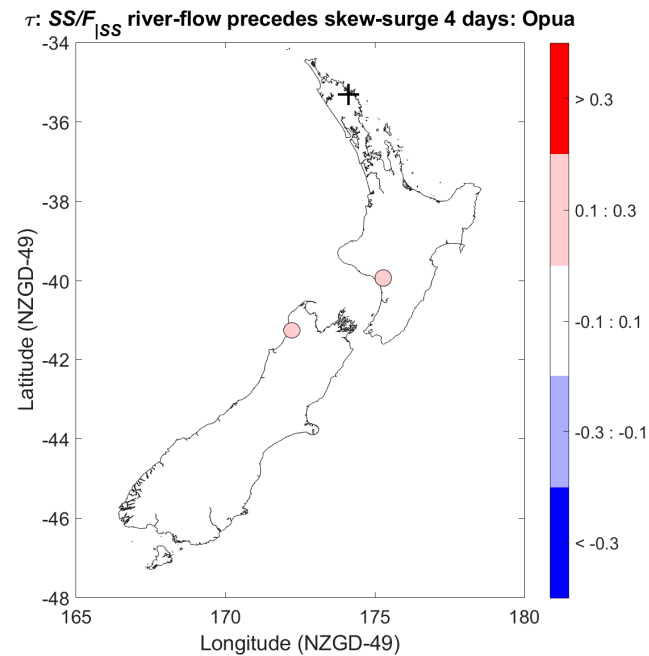 τ: SS/F|SS river-flow precedes skew-surge 4 days: Opua
-34
-36
-38
-40
-42
-44
-46
-48
165
170
175
180
Latitude (NZGD-49)
Longitude (NZGD-49)
> 0.3
0.1 : 0.3
-0.1 : 0.1
-0.3 : -0.1
< -0.3